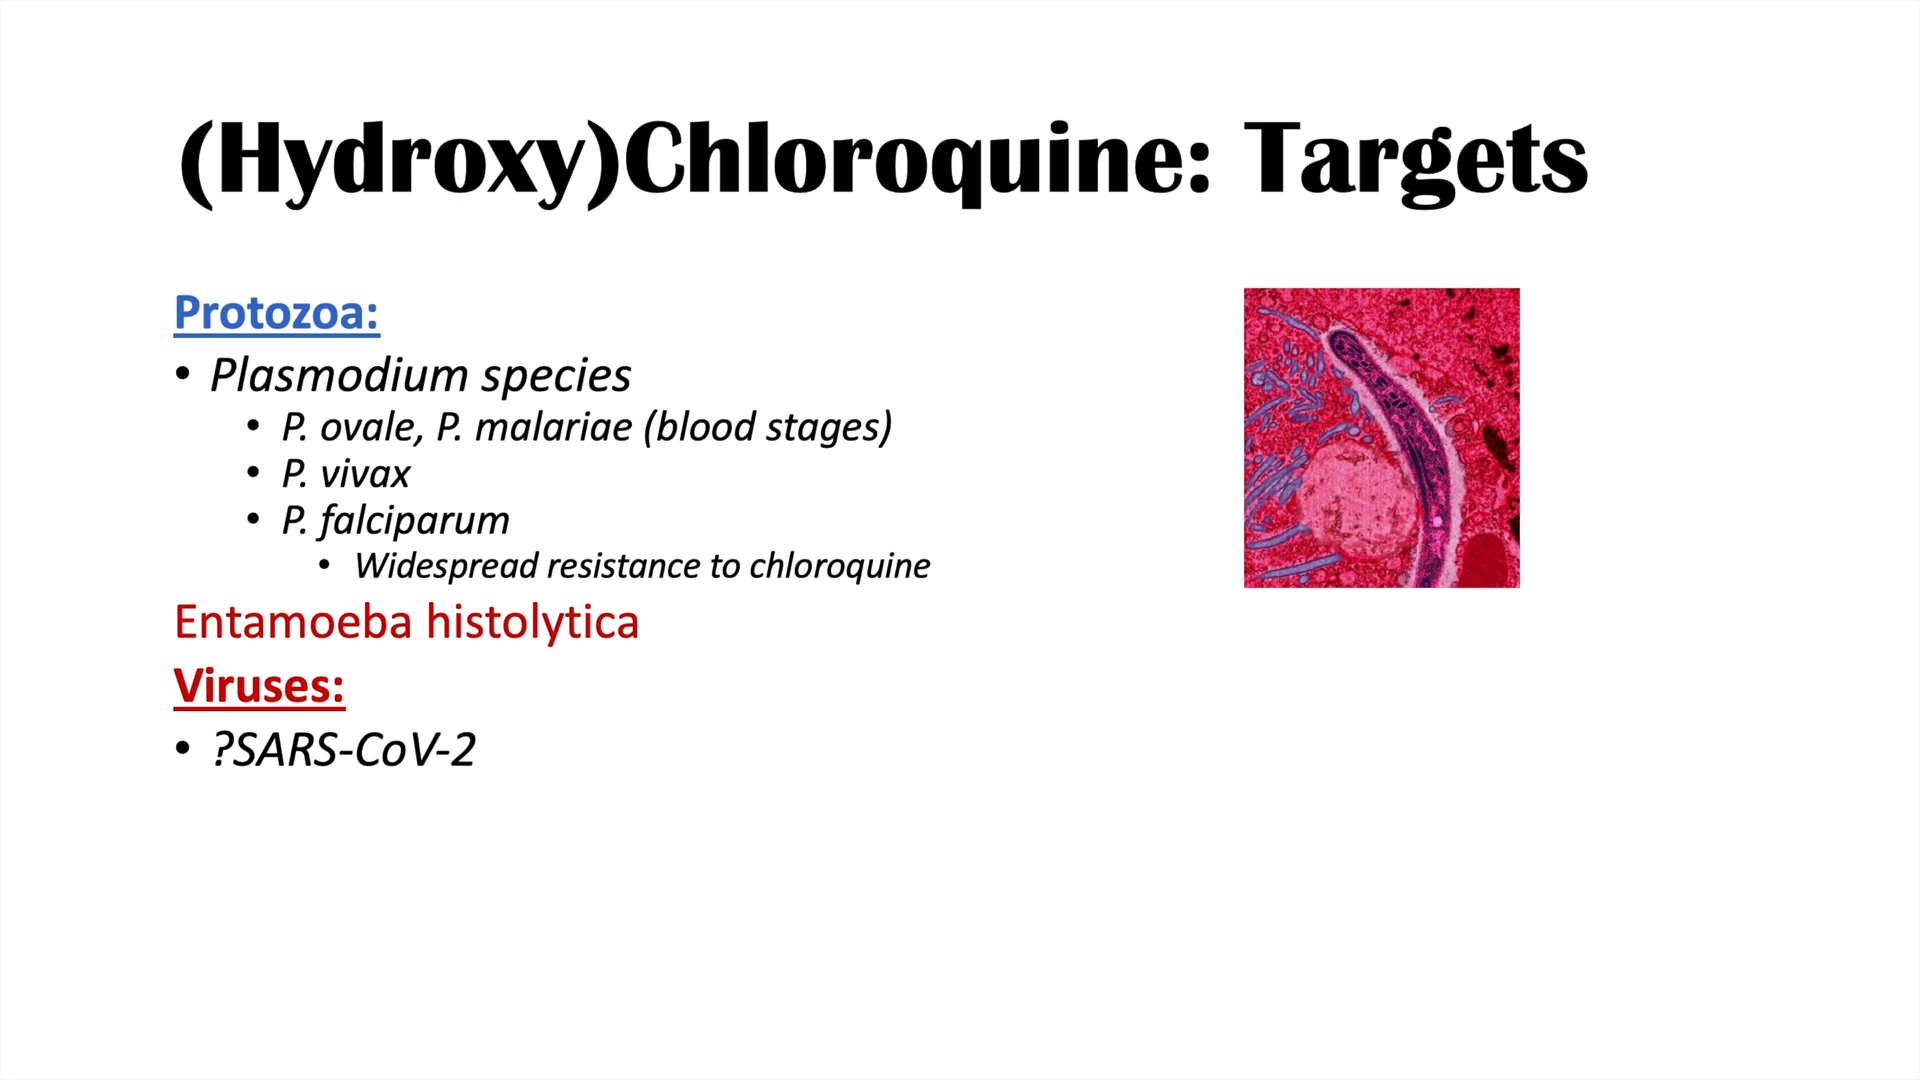 (Hydroxy)Chloroquine: Targets
Protozoa:
• Plasmodium species
• P. ovale, P. malariae (blood stages)
• P. vivax
• P. falciparum
• Widespread resistance to chloroquine
Entamoeba histolytica
Viruses:
• ?SARS-CoV-2